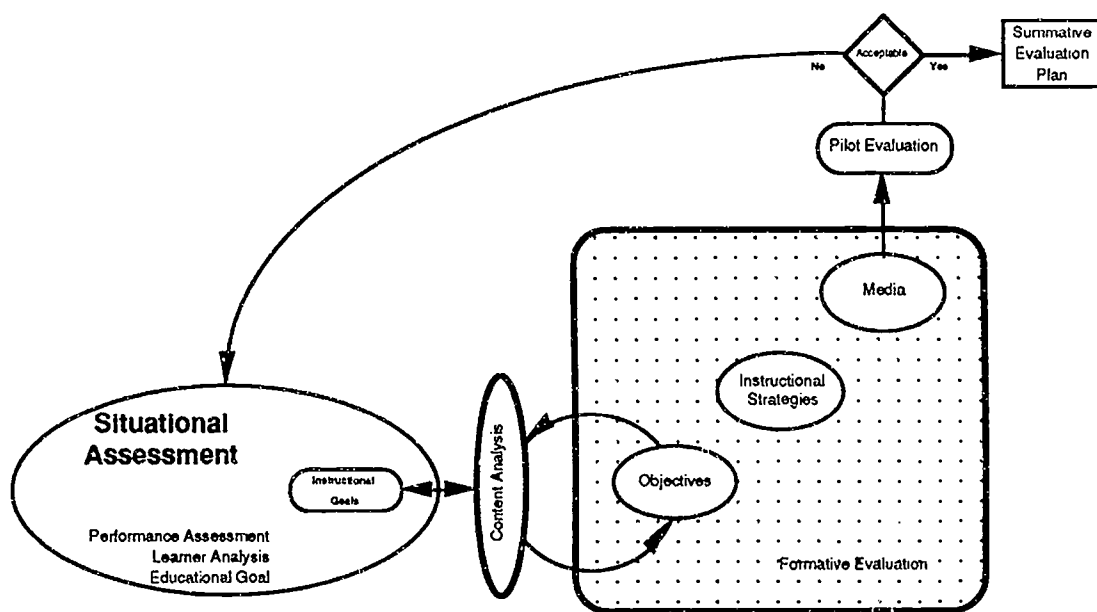 Summative
Evaluation
Plan
Acceptable
No
Yes
Pilot Evaluation
Media
Instructional
Strategies
Situational
Assessment
Instructional
Goals
Content Analysis
Objectives
Performance Assessment
Learner Analysis
Educational Goal
Formative Evaluation